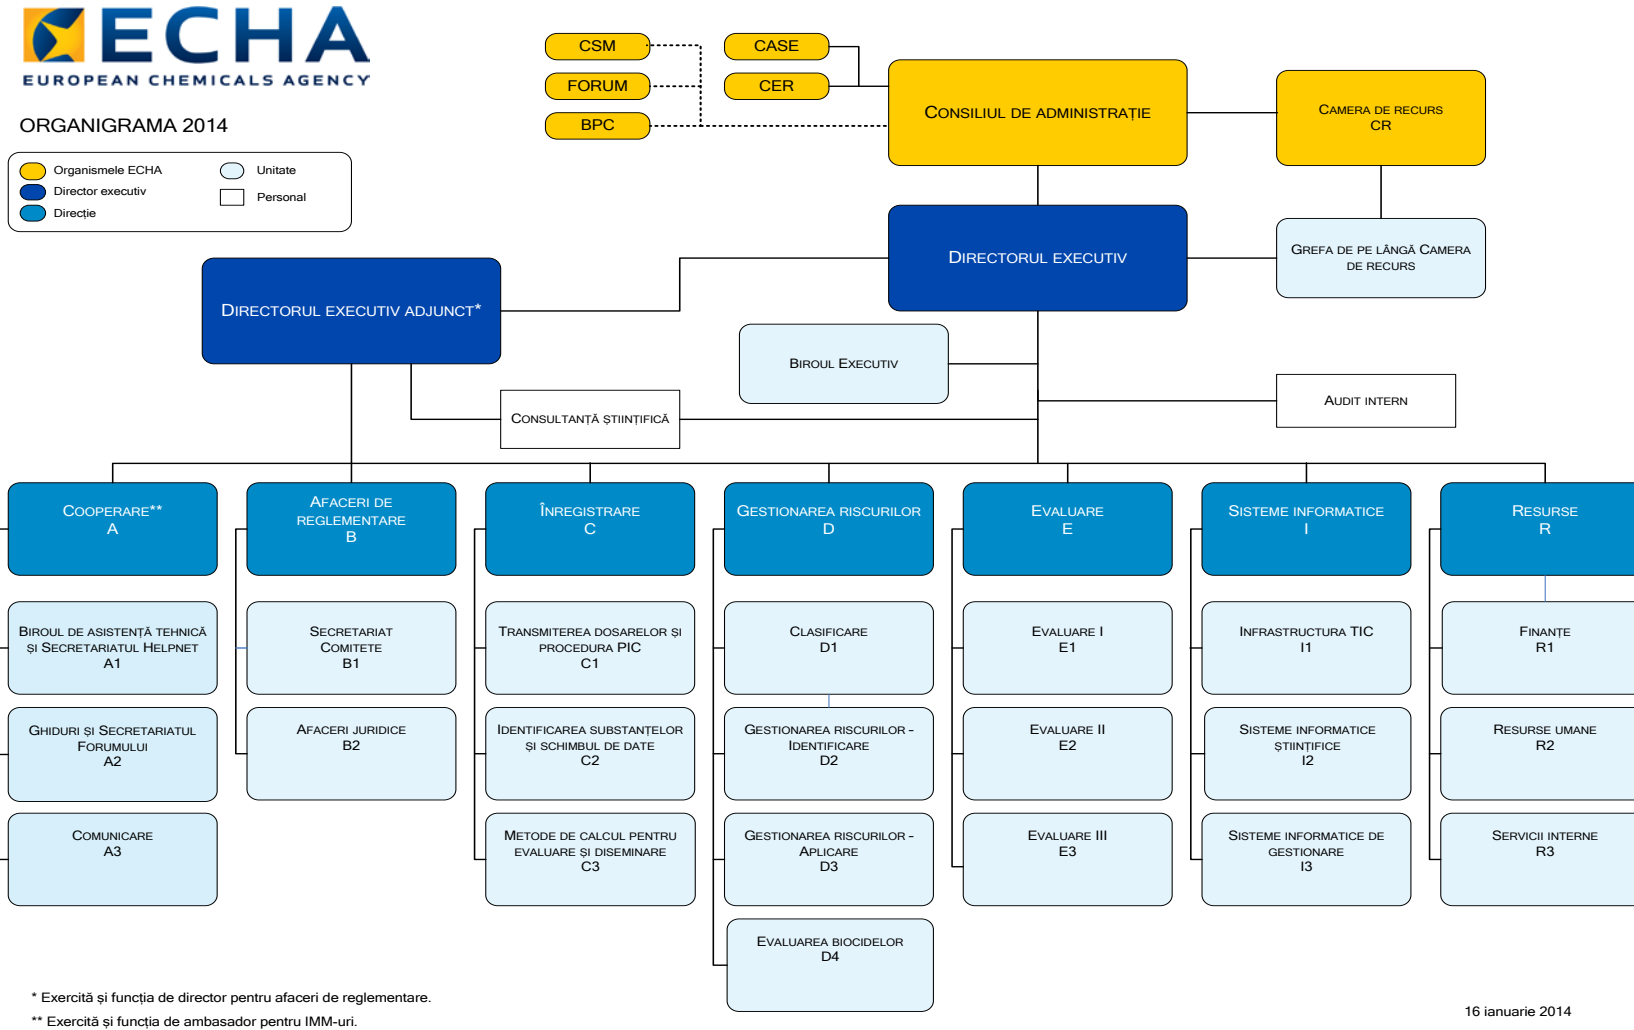 ECHA
EUROPEAN CHEMICALS AGENCY
ORGANIGRAMA 2014
Organismele ECHA
Director executiv
Direcție
Unitate
Personal
CSM
FORUM
BPC
CASE
CER
CONSILIUL DE ADMINISTRAȚIE
CAMERA DE RECURS
CR
DIRECTORUL EXECUTIV
GREFA DE PE LÂNGĂ CAMERA
DE RECURS
DIRECTORUL EXECUTIV ADJUNCT*
BIROUL EXECUTIV
CONSULTANȚĂ ȘTIINȚIFICĂ
AUDIT INTERN
COOPERARE**
A
AFACERI DE
REGLEMENTARE
B
ÎNREGISTRARE
C
GESTIONAREA RISCURILOR
D
EVALUARE
E
SISTEME INFORMATICE
I
RESURSE
R
BIROUL DE ASISTENȚĂ TEHNICĂ
ȘI SECRETARIATUL HELPNET
A1
SECRETARIAT
COMITETE
B1
TRANSMITEREA DOSARELOR ȘI
PROCEDURA PIC
C1
CLASIFICARE
D1
EVALUARE I
E1
INFRASTRUCTURA TIC
I1
FINANȚE
R1
GHIDURI ȘI SECRETARIATUL
FORUMULUI
A2
AFACERI JURIDICE
B2
IDENTIFICAREA SUBSTANȚELOR
ȘI SCHIMBUL DE DATE
C2
GESTIONAREA RISCURILOR -
IDENTIFICARE
D2
EVALUARE II
E2
SISTEME INFORMATICE
ȘTIINȚIFICE
I2
RESURSE UMANE
R2
COMUNICARE
A3
METODE DE CALCUL PENTRU
EVALUARE ȘI DISEMINARE
C3
GESTIONAREA RISCURILOR -
APLICARE
D3
EVALUARE III
E3
SISTEME INFORMATICE DE
GESTIONARE
I3
SERVICII INTERNE
R3
EVALUAREA BIOCIDELOR
D4
* Exercită și funcția de director pentru afaceri de reglementare.
** Exercită și funcția de ambasador pentru IMM-uri.
16 ianuarie 2014